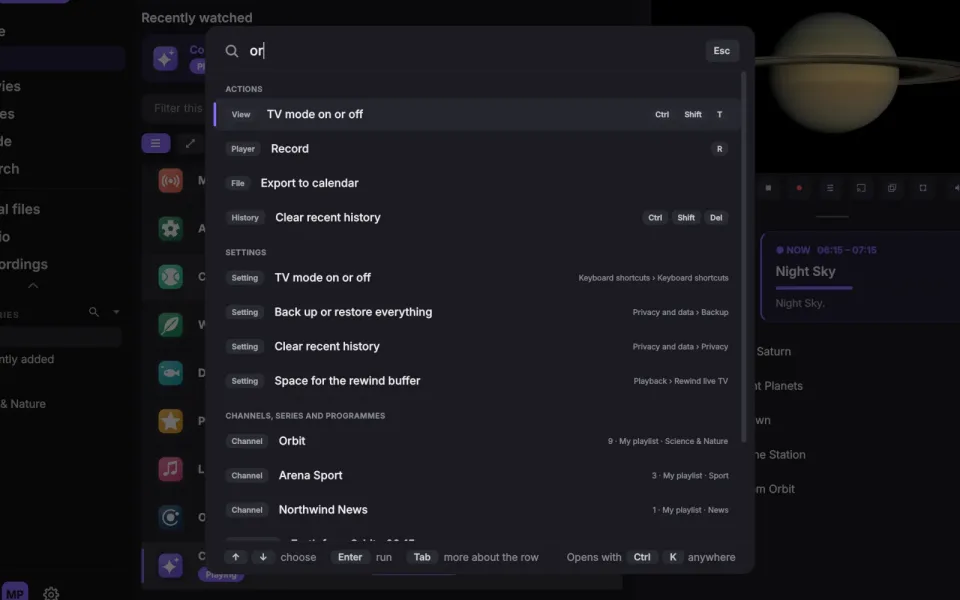 Recently watched
or
Esc
ACTIONS
View TV mode on or off Ctrl Shift T
Player Record R
File Export to calendar
History Clear recent history Ctrl Shift Del
SETTINGS
Setting TV mode on or off Keyboard shortcuts › Keyboard shortcuts
Setting Back up or restore everything Privacy and data › Backup
Setting Clear recent history Privacy and data › Privacy
Setting Space for the rewind buffer Playback › Rewind live TV
CHANNELS, SERIES AND PROGRAMMES
Channel Orbit 9 · My playlist · Science & Nature
Channel Arena Sport 3 · My playlist · Sport
Channel Northwind News 1 · My playlist · News
↑ ↓ choose Enter run Tab more about the row Opens with Ctrl K anywhere
Filter this
Playing
NOW 06:15 – 07:15
Night Sky
Night Sky.
Saturn
Planets
Station
Orbit
& Nature
added
files
MP